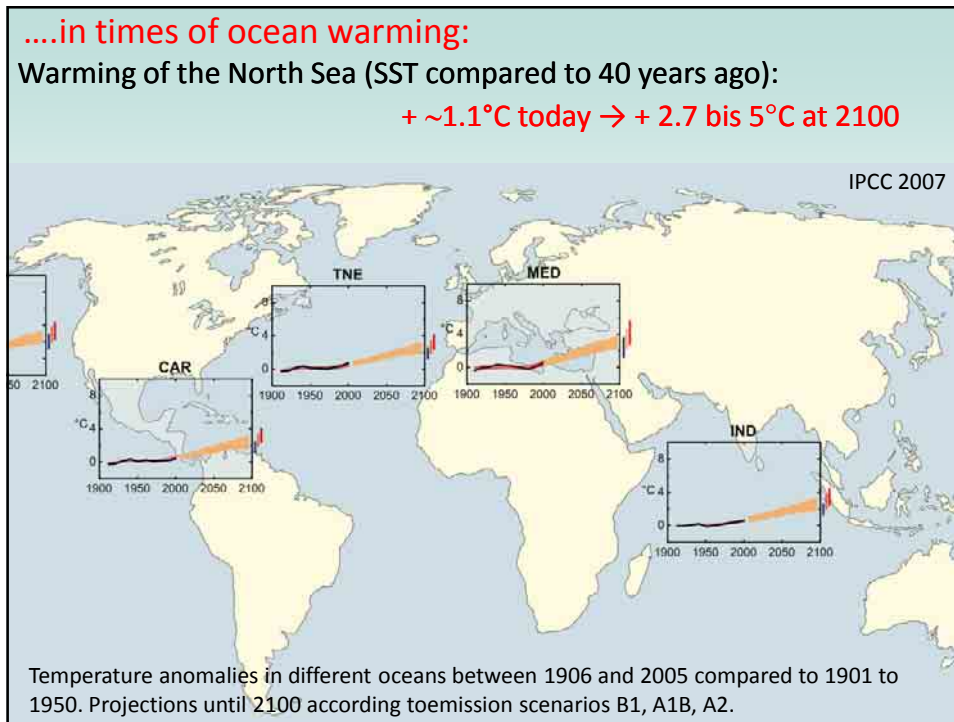 ....in times of ocean warming:
Warming of the North Sea (SST compared to 40 years ago):
+ ~1.1°C today → + 2.7 bis 5°C at 2100
IPCC 2007
TNE
8
°C 4
0
1900 1950 2000 2050 2100
MED
8
°C 4
0
1900 1950 2000 2050 2100
50 2100
CAR
8
°C 4
0
1900 1950 2000 2050 2100
IND
8
°C 4
0
1900 1950 2000 2050 2100
Temperature anomalies in different oceans between 1906 and 2005 compared to 1901 to
1950. Projections until 2100 according toemission scenarios B1, A1B, A2.